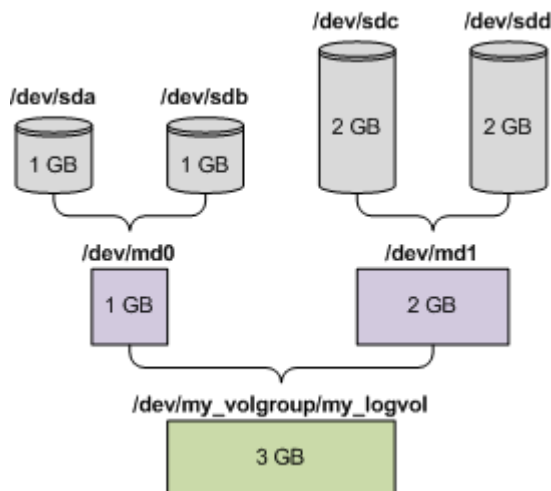 /dev/sdc
/dev/sdd
/dev/sda
/dev/sdb
2 GB
2 GB
1 GB
1 GB
/dev/md0
/dev/md1
1 GB
2 GB
/dev/my_volgroup/my_logvol
3 GB